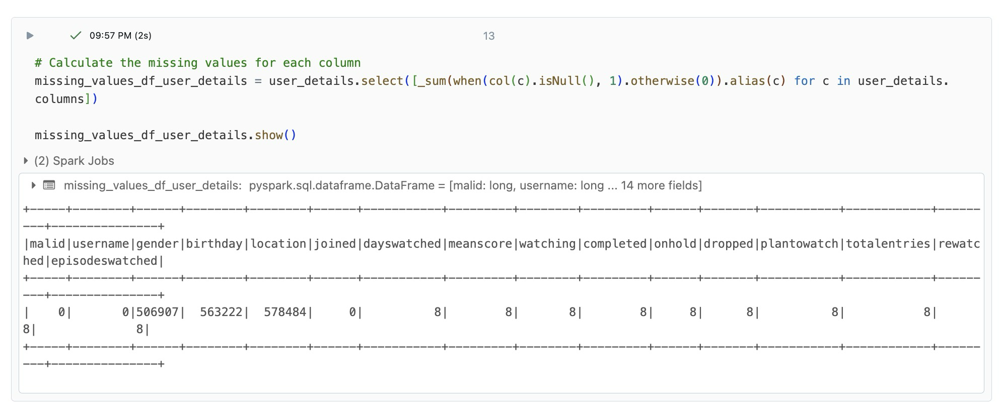 09:57 PM (2s)
13
# Calculate the missing values for each column
missing_values_df_user_details = user_details.select([_sum(when(col(c).isNull(), 1).otherwise(0)).alias(c) for c in user_details.
columns])
missing_values_df_user_details.show()
(2) Spark Jobs
missing_values_df_user_details: pyspark.sql.dataframe.DataFrame = [malid: long, username: long ... 14 more fields]
+-----+--------+------+--------+--------+------+-----------+---------+--------+---------+------+-------+-----------+------------+------
---+---------------+
|malid|username|gender|birthday|location|joined|dayswatched|meanscore|watching|completed|onhold|dropped|plantowatch|totalentries|rewatc
hed|episodeswatched|
+-----+--------+------+--------+--------+------+-----------+---------+--------+---------+------+-------+-----------+------------+------
---+---------------+
|    0|       0|506907|  563222|  578484|     0|          8|        8|       8|        8|     8|      8|          8|           8|
8|              8|
+-----+--------+------+--------+--------+------+-----------+---------+--------+---------+------+-------+-----------+------------+------
---+---------------+